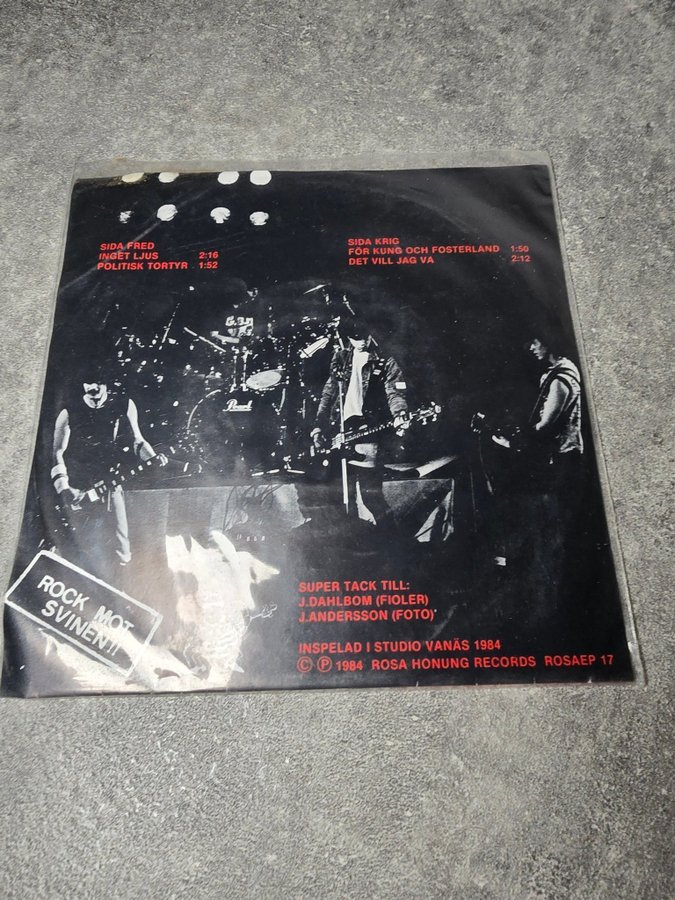 SIDA FRED
INGET LJUS 2:16
POLITISK TORTYR 1:52
SIDA KRIG
FÖR KUNG OCH FOSTERLAND 1:50
DET VILL JAG VA 2:12
Pearl
ROCK MOT
SVINEN!!
SUPER TACK TILL:
J.DAHLBOM (FIOLER)
J.ANDERSSON (FOTO)
INSPELAD I STUDIO VANÄS 1984
© ℗ 1984 ROSA HONUNG RECORDS ROSAEP 17